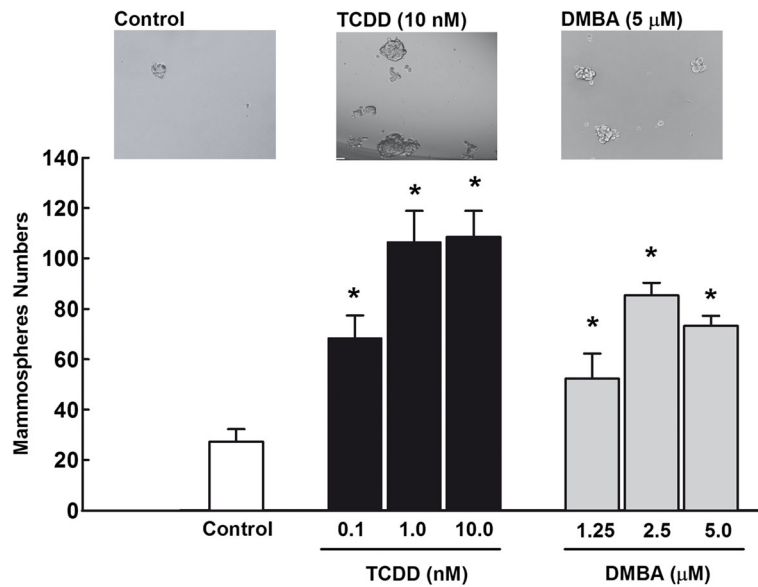 Control TCDD (10 nM) DMBA (5 µM)
140
120
100
80
60
40
20
0
Mammospheres Numbers
* * *
* * *
Control 0.1 1.0 10.0 1.25 2.5 5.0
TCDD (nM) DMBA (µM)